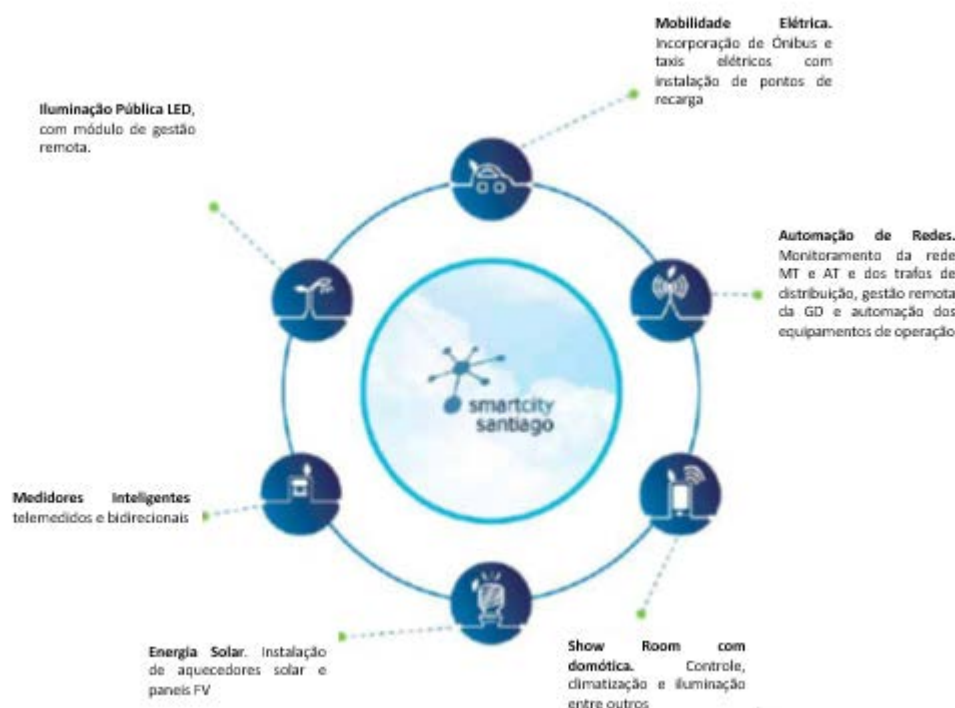 Mobilidade Elétrica.
Incorporação de Ônibus e
taxis elétricos com
instalação de pontos de
recarga
Iluminação Pública LED,
com módulo de gestão
remota.
Automação de Redes.
Monitoramento da rede
MT e AT e dos trafos de
distribuição, gestão remota
da GD e automação dos
equipamentos de operação
smartcity
santiago
Medidores Inteligentes
telemedidos e bidirecionais
Energia Solar. Instalação
de aquecedores solar e
paneis FV
Show Room com
domótica. Controle,
climatização e iluminação
entre outros